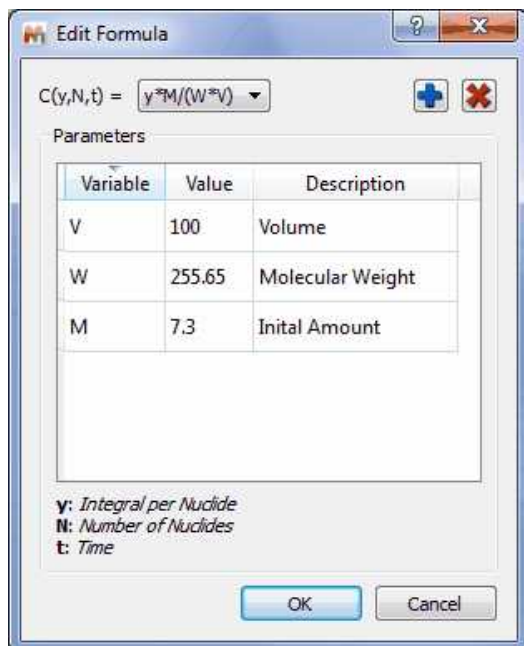 Edit Formula
C(y,N,t) = y*M/(W*V)
Parameters
Variable Value Description
V 100 Volume
W 255.65 Molecular Weight
M 7.3 Inital Amount
y: Integral per Nuclide
N: Number of Nuclides
t: Time
OK Cancel